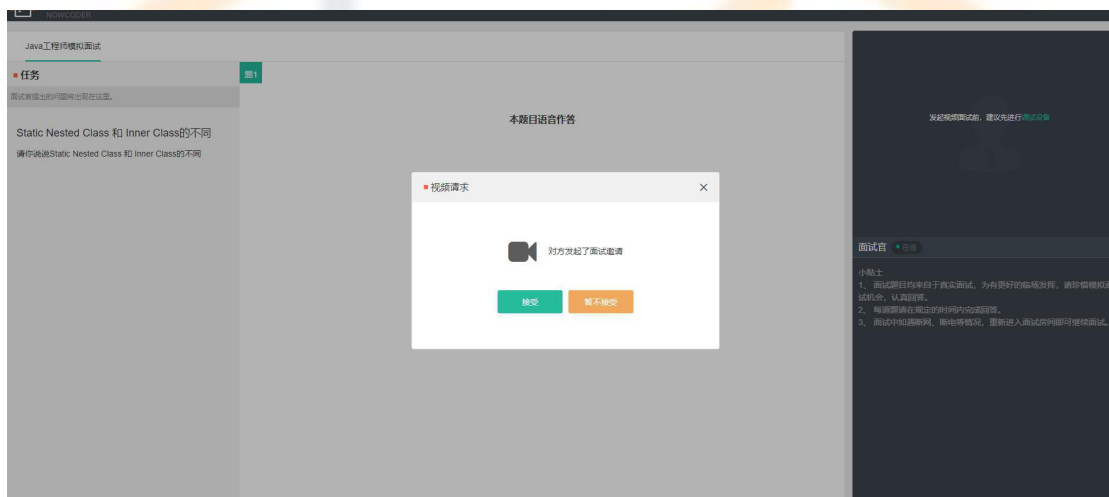 NOWCODER
Java工程师模拟面试
任务
面试官提出的问题将出现在这里。
Static Nested Class 和 Inner Class的不同
请你说说Static Nested Class 和 Inner Class的不同
题1
本题目语音作答
视频请求
对方发起了面试邀请
接受
暂不接受
发起视频面试前，建议先进行调试设备
面试官
在线
小贴士
1、 面试题目均来自于真实面试，为有更好的临场发挥，请珍惜模拟面
试机会，认真回答。
2、 每道题请在规定的时间内完成回答。
3、 面试中如遇断网、断电等情况，重新进入面试房间即可继续面试。